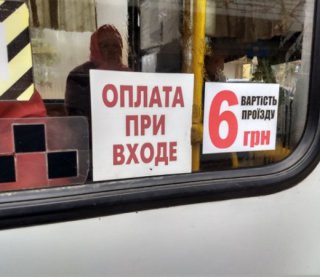 ОПЛАТА
ПРИ
ВХОДЕ
6 ВАРТІСТЬ
ПРОЇЗДУ
грн